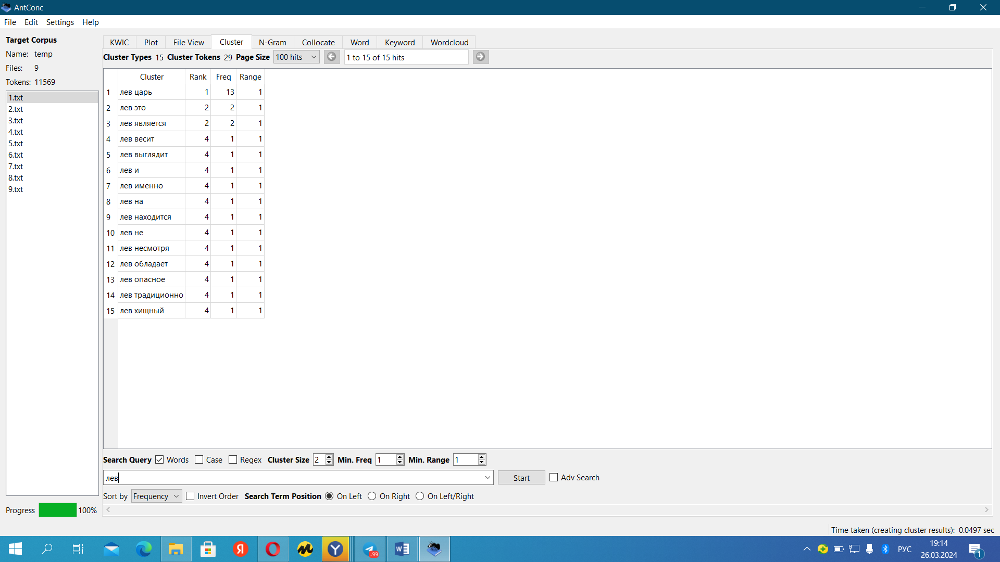 AntConc
File Edit Settings Help
Target Corpus
Name: temp
Files: 9
Tokens: 11569
1.txt
2.txt
3.txt
4.txt
5.txt
6.txt
7.txt
8.txt
9.txt
Progress 100%
KWIC Plot File View Cluster N-Gram Collocate Word Keyword Wordcloud
Cluster Types 15 Cluster Tokens 29 Page Size 100 hits 1 to 15 of 15 hits
Cluster Rank Freq Range
1 лев царь 1 13 1
2 лев это 2 2 1
3 лев является 2 2 1
4 лев весит 4 1 1
5 лев выглядит 4 1 1
6 лев и 4 1 1
7 лев именно 4 1 1
8 лев на 4 1 1
9 лев находится 4 1 1
10 лев не 4 1 1
11 лев несмотря 4 1 1
12 лев обладает 4 1 1
13 лев опасное 4 1 1
14 лев традиционно 4 1 1
15 лев хищный 4 1 1
Search Query Words Case Regex Cluster Size 2 Min. Freq 1 Min. Range 1
лев Start Adv Search
Sort by Frequency Invert Order Search Term Position On Left On Right On Left/Right
Time taken (creating cluster results): 0.0497 sec
Я Y ..99 W РУС 19:14
26.03.2024 1